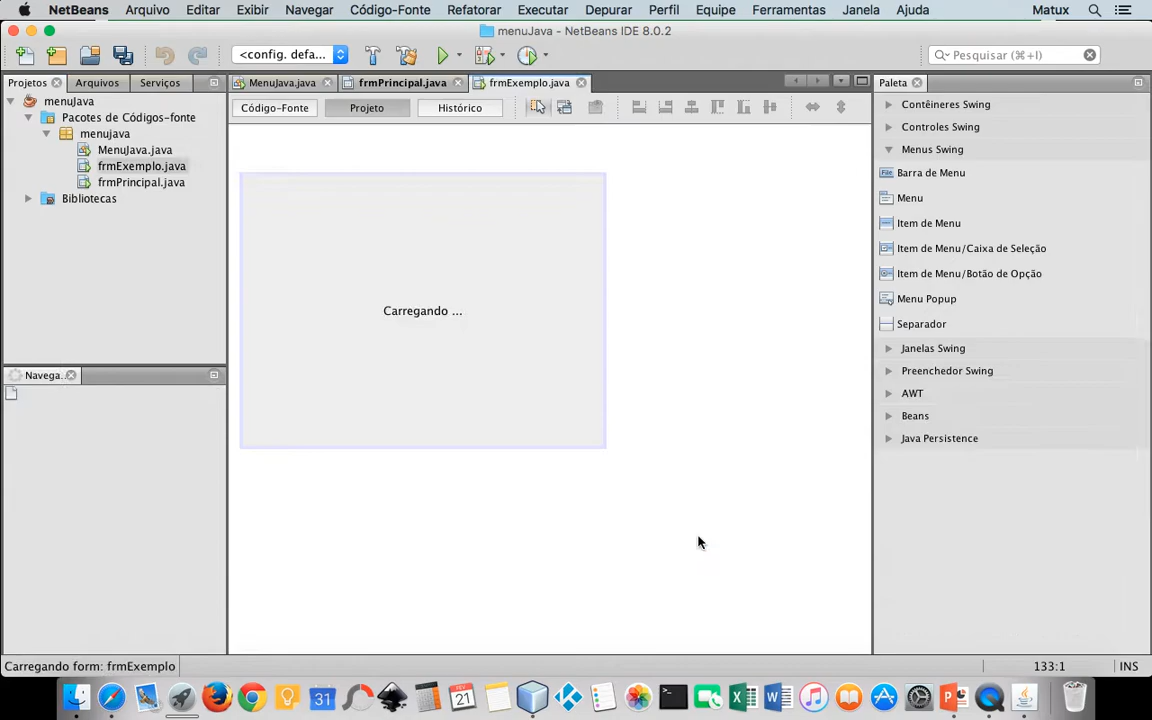 NetBeans Arquivo Editar Exibir Navegar Código-Fonte Refatorar Executar Depurar Perfil Equipe Ferramentas Janela Ajuda Matux
menuJava - NetBeans IDE 8.0.2
<config. defa... Pesquisar (⌘+I)
Projetos Arquivos Serviços MenuJava.java frmPrincipal.java frmExemplo.java Paleta
menuJava
Pacotes de Códigos-fonte
menujava
MenuJava.java
frmExemplo.java
frmPrincipal.java
Bibliotecas
Navega...
Código-Fonte Projeto Histórico
Carregando ...
Contêineres Swing
Controles Swing
Menus Swing
File Barra de Menu
Menu
Item de Menu
Item de Menu/Caixa de Seleção
Item de Menu/Botão de Opção
Menu Popup
Separador
Janelas Swing
Preenchedor Swing
AWT
Beans
Java Persistence
Carregando form: frmExemplo 133:1 INS
31 FEV 21